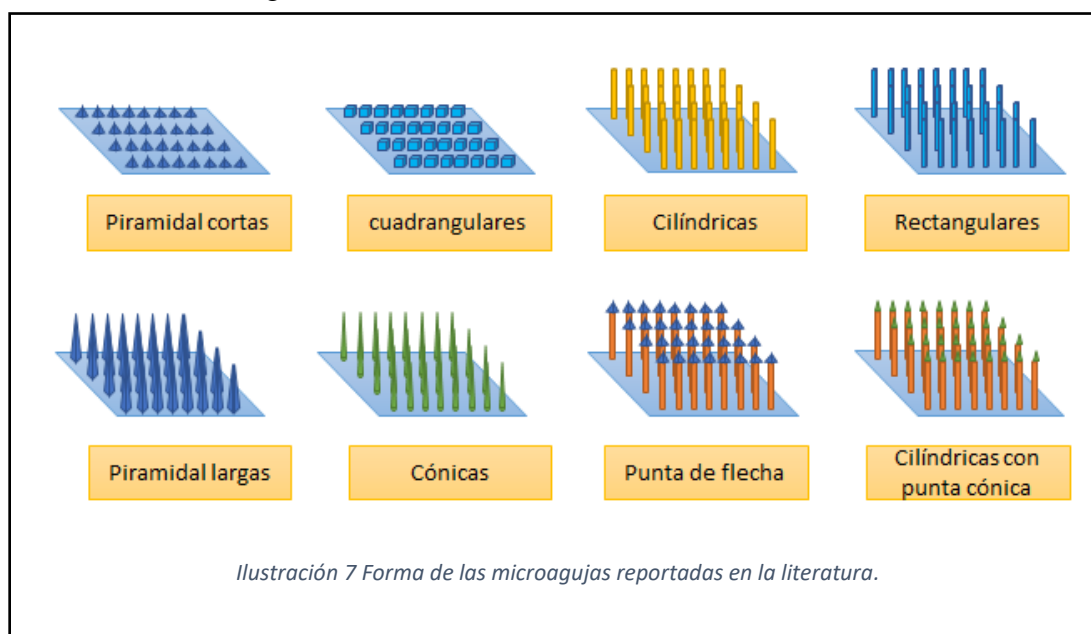 Piramidal cortas
cuadrangulares
Cilíndricas
Rectangulares
Piramidal largas
Cónicas
Punta de flecha
Cilíndricas con
punta cónica
Ilustración 7 Forma de las microagujas reportadas en la literatura.